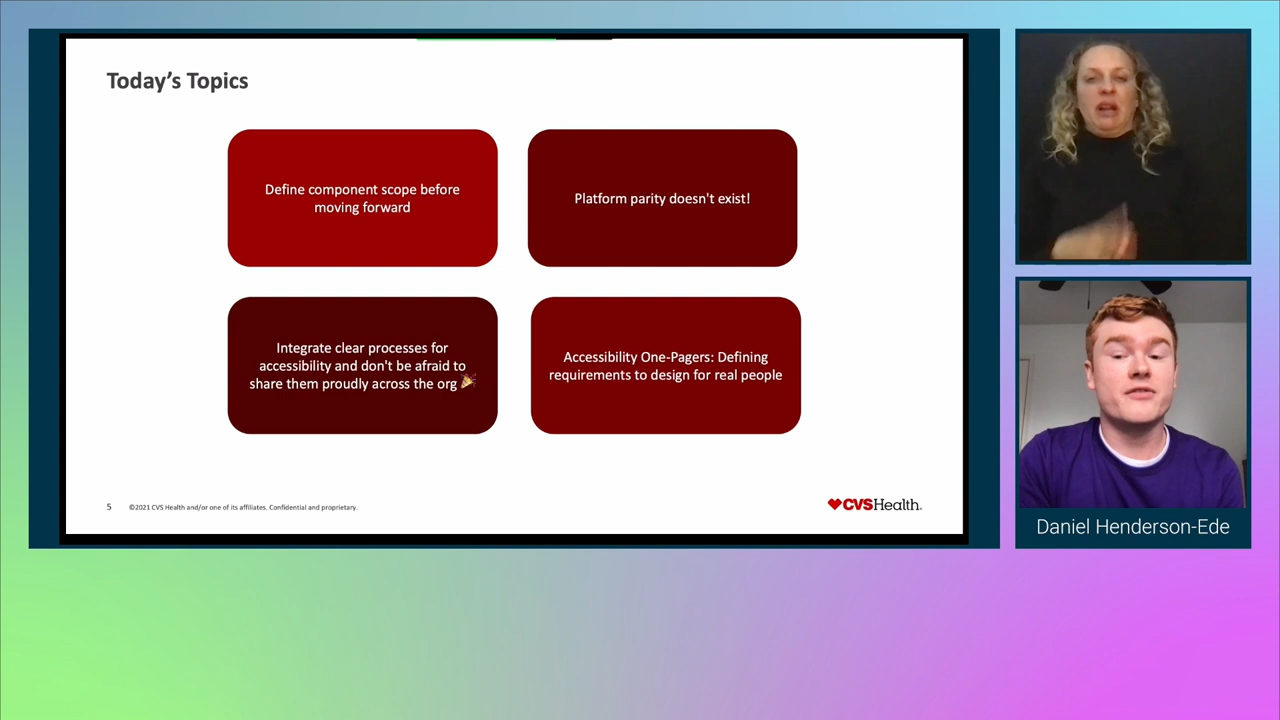 Today's Topics
Define component scope before
moving forward
Platform parity doesn't exist!
Integrate clear processes for
accessibility and don't be afraid to
share them proudly across the org 🎉
Accessibility One-Pagers: Defining
requirements to design for real people
5 ©2021 CVS Health and/or one of its affiliates. Confidential and proprietary.
CVSHealth.
Daniel Henderson-Ede